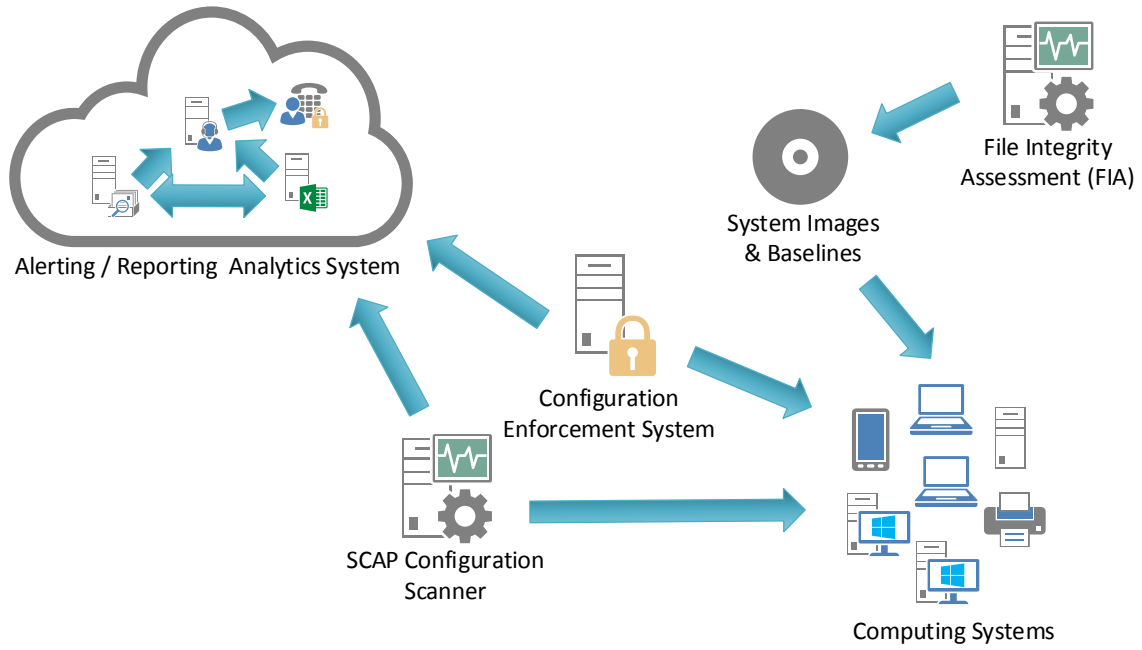 File Integrity
Assessment (FIA)
System Images
& Baselines
Alerting / Reporting Analytics System
Configuration
Enforcement System
SCAP Configuration
Scanner
Computing Systems
X